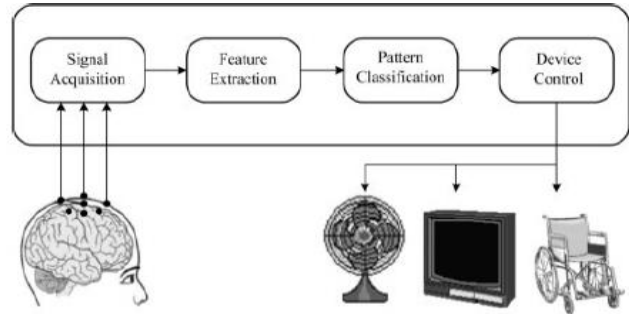 Signal
Acquisition
Feature
Extraction
Pattern
Classification
Device
Control